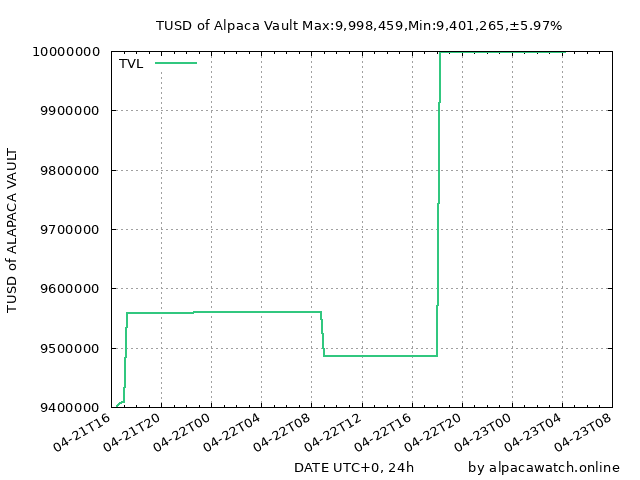 TUSD of Alpaca Vault Max:9,998,459,Min:9,401,265,±5.97%
TVL
10000000
9900000
9800000
9700000
9600000
9500000
9400000
TUSD of ALAPACA VAULT
04-21T16
04-21T20
04-22T00
04-22T04
04-22T08
04-22T12
04-22T16
04-22T20
04-23T00
04-23T04
04-23T08
DATE UTC+0, 24h
by alpacawatch.online